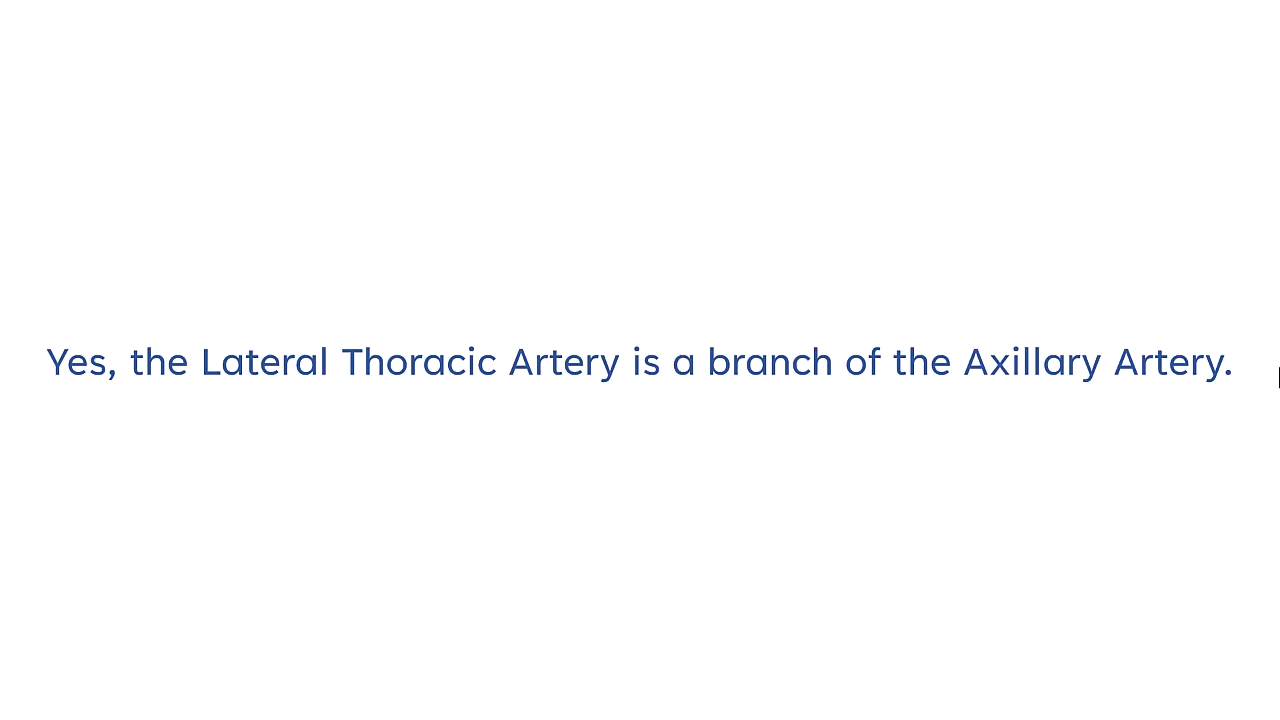 Yes, the Lateral Thoracic Artery is a branch of the Axillary Artery.